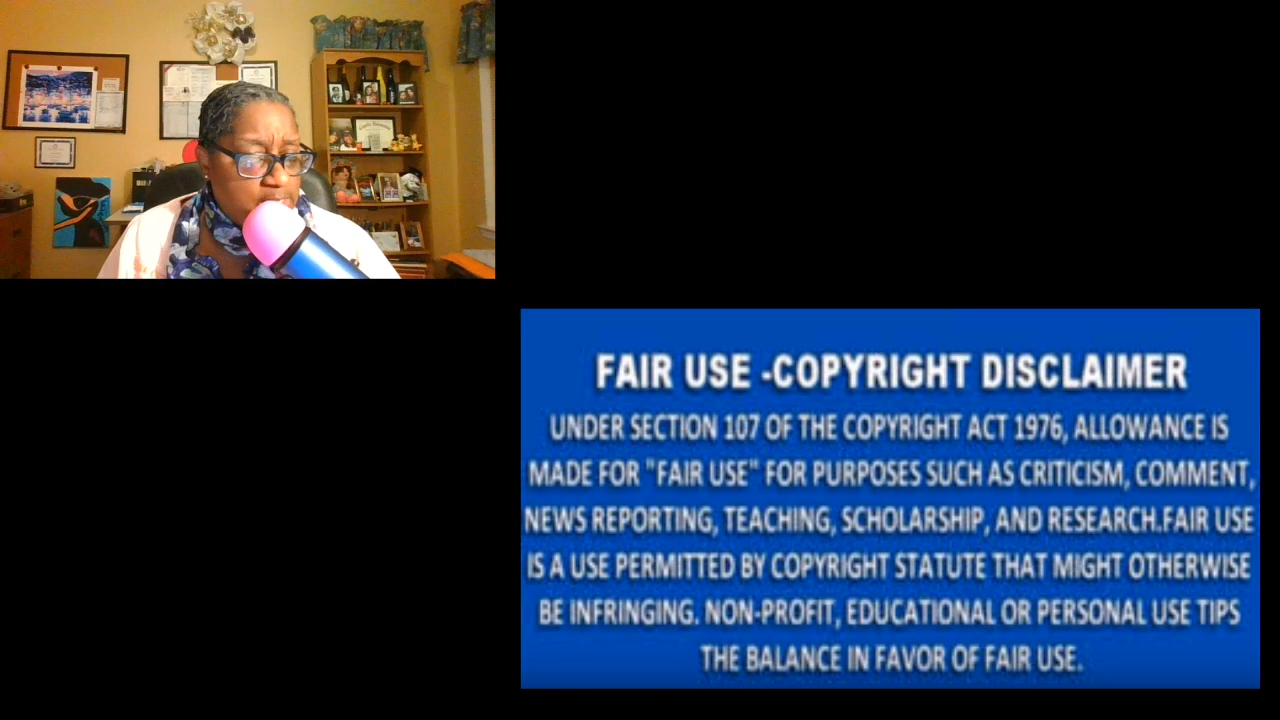 FAIR USE -COPYRIGHT DISCLAIMER
UNDER SECTION 107 OF THE COPYRIGHT ACT 1976, ALLOWANCE IS
MADE FOR "FAIR USE" FOR PURPOSES SUCH AS CRITICISM, COMMENT,
NEWS REPORTING, TEACHING, SCHOLARSHIP, AND RESEARCH.FAIR USE
IS A USE PERMITTED BY COPYRIGHT STATUTE THAT MIGHT OTHERWISE
BE INFRINGING. NON-PROFIT, EDUCATIONAL OR PERSONAL USE TIPS
THE BALANCE IN FAVOR OF FAIR USE.